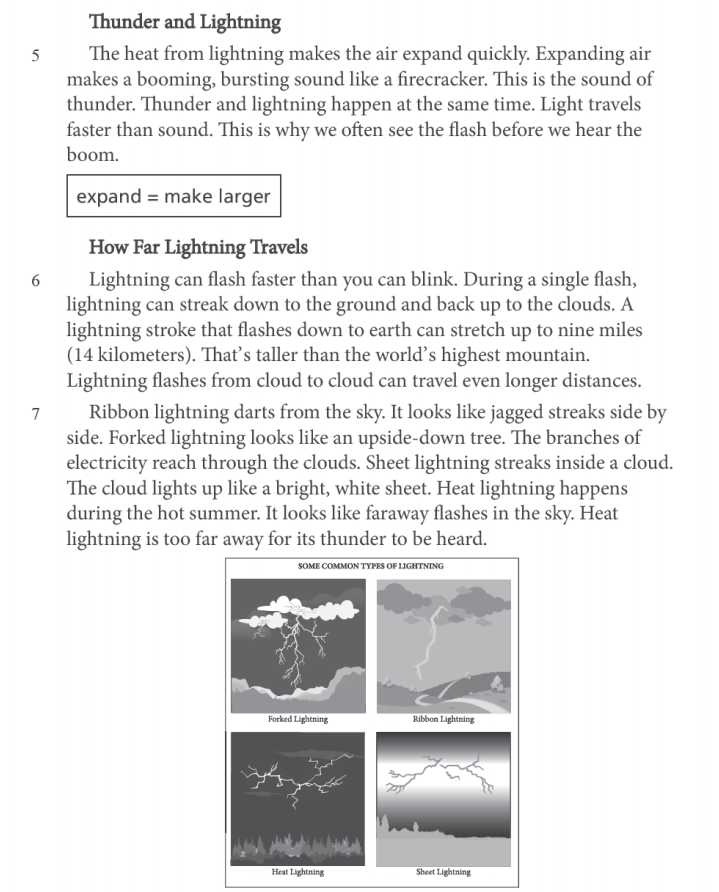 Thunder and Lightning
5 The heat from lightning makes the air expand quickly. Expanding air
makes a booming, bursting sound like a firecracker. This is the sound of
thunder. Thunder and lightning happen at the same time. Light travels
faster than sound. This is why we often see the flash before we hear the
boom.
expand = make larger
How Far Lightning Travels
6 Lightning can flash faster than you can blink. During a single flash,
lightning can streak down to the ground and back up to the clouds. A
lightning stroke that flashes down to earth can stretch up to nine miles
(14 kilometers). That's taller than the world's highest mountain.
Lightning flashes from cloud to cloud can travel even longer distances.
7 Ribbon lightning darts from the sky. It looks like jagged streaks side by
side. Forked lightning looks like an upside-down tree. The branches of
electricity reach through the clouds. Sheet lightning streaks inside a cloud.
The cloud lights up like a bright, white sheet. Heat lightning happens
during the hot summer. It looks like faraway flashes in the sky. Heat
lightning is too far away for its thunder to be heard.
SOME COMMON TYPES OF LIGHTNING
Forked Lightning
Ribbon Lightning
Heat Lightning
Sheet Lightning